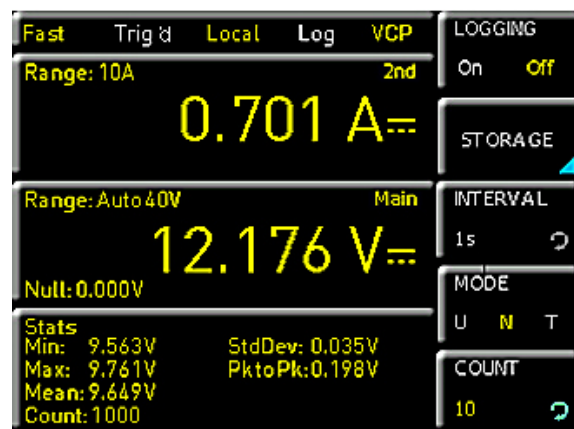 Fast Trig'd Local Log VCP
Range: 10A 2nd
0.701 A
Range: Auto 40V Main
12.176 V
Null: 0.000V
Stats
Min: 9.563V StdDev: 0.035V
Max: 9.761V PktoPk: 0.198V
Mean: 9.649V
Count: 1000
LOGGING
On Off
STORAGE
INTERVAL
1s
MODE
U N T
COUNT
10